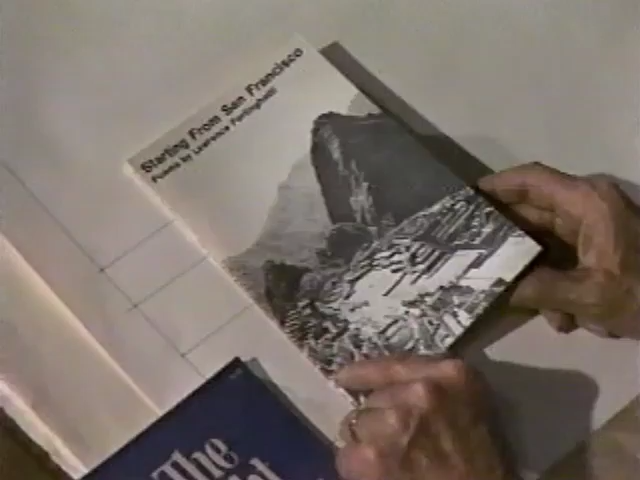 Starting From San Francisco
Poems by Lawrence Ferlinghetti
The